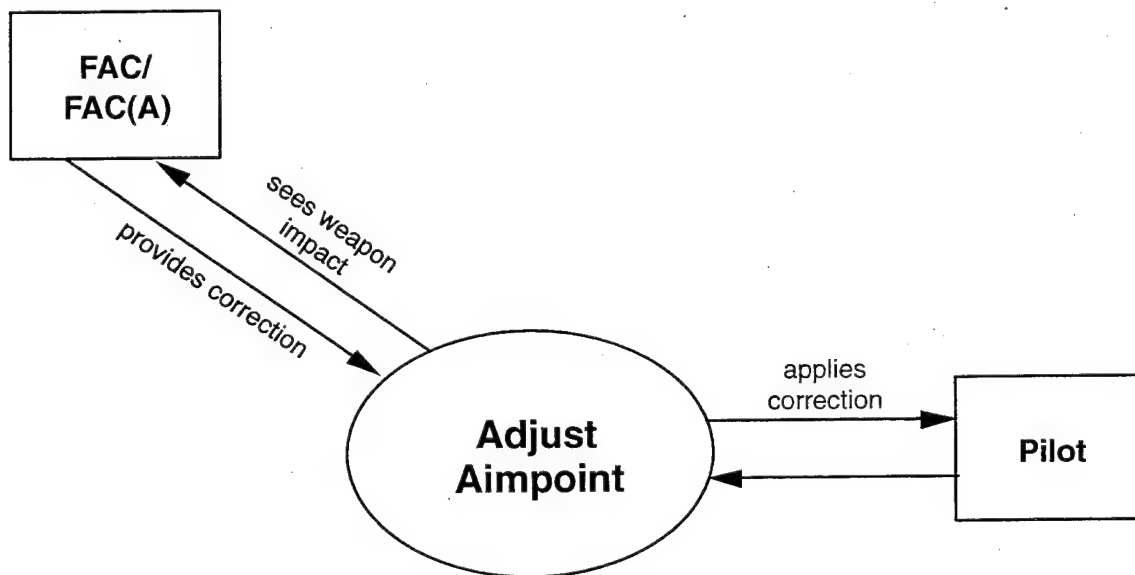 FAC/
FAC(A)
sees weapon
impact
provides correction
applies
correction
Adjust
Aimpoint
Pilot